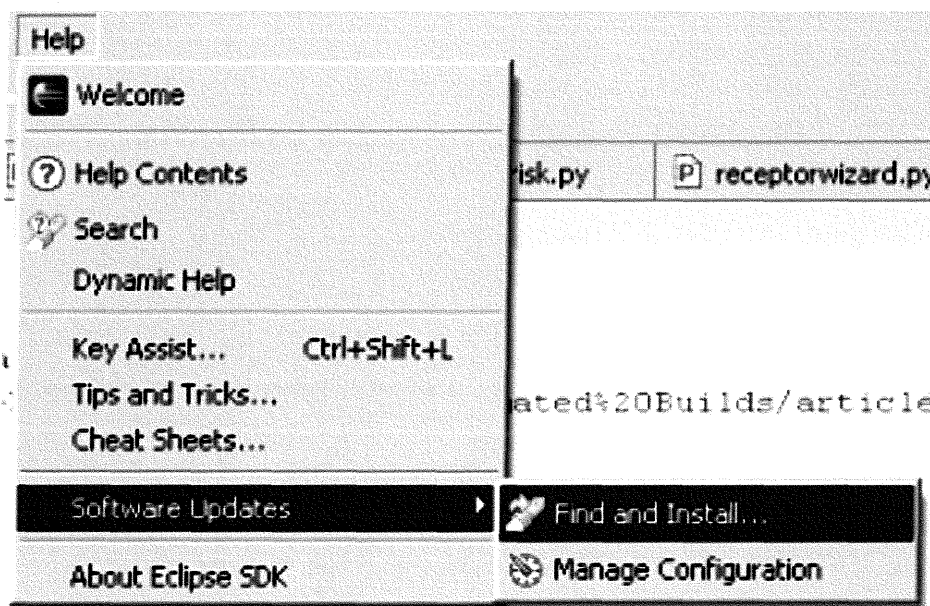 Help
Welcome
Help Contents
isk.py
receptorwizard.py
Search
Dynamic Help
Key Assist... Ctrl+Shift+L
Tips and Tricks...
ated%20Builds/article
Cheat Sheets...
Software Updates
Find and Install...
About Eclipse SDK
Manage Configuration